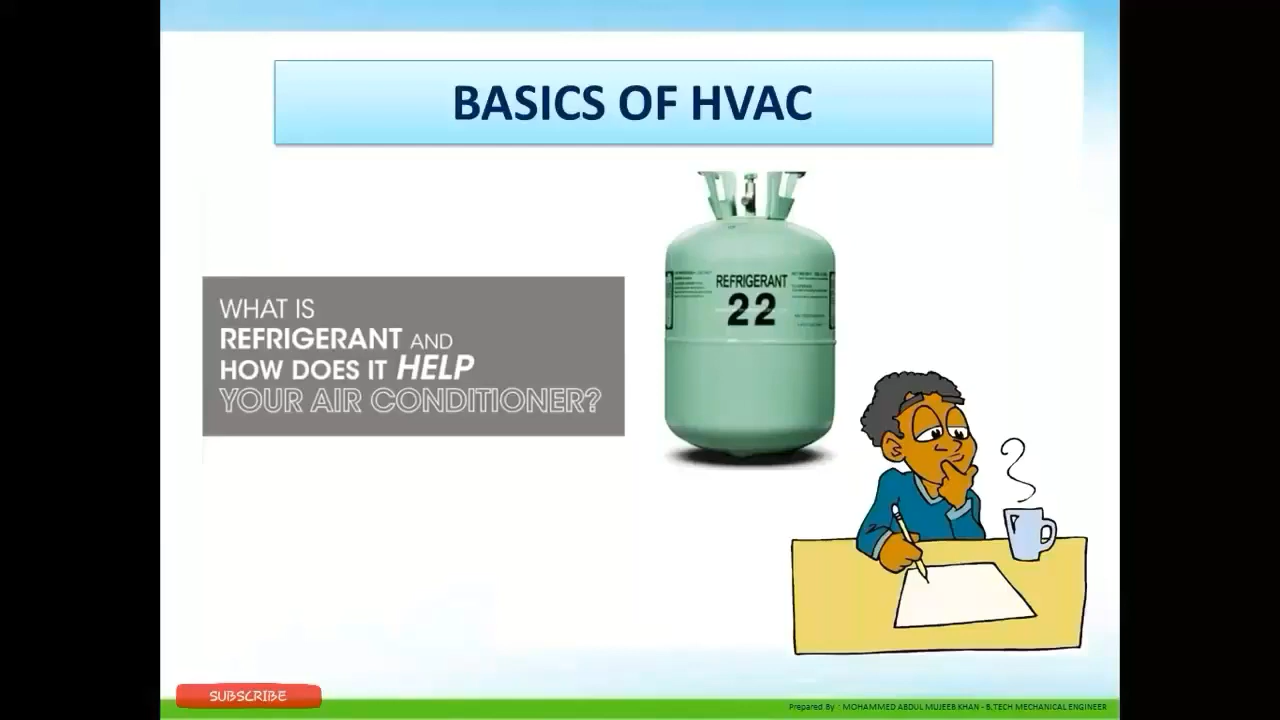 BASICS OF HVAC
WHAT IS
REFRIGERANT AND
HOW DOES IT HELP
YOUR AIR CONDITIONER?
REFRIGERANT
22
SUBSCRIBE
Prepared By : MOHAMMED ABDUL MUJEEB KHAN - B.TECH MECHANICAL ENGINEER